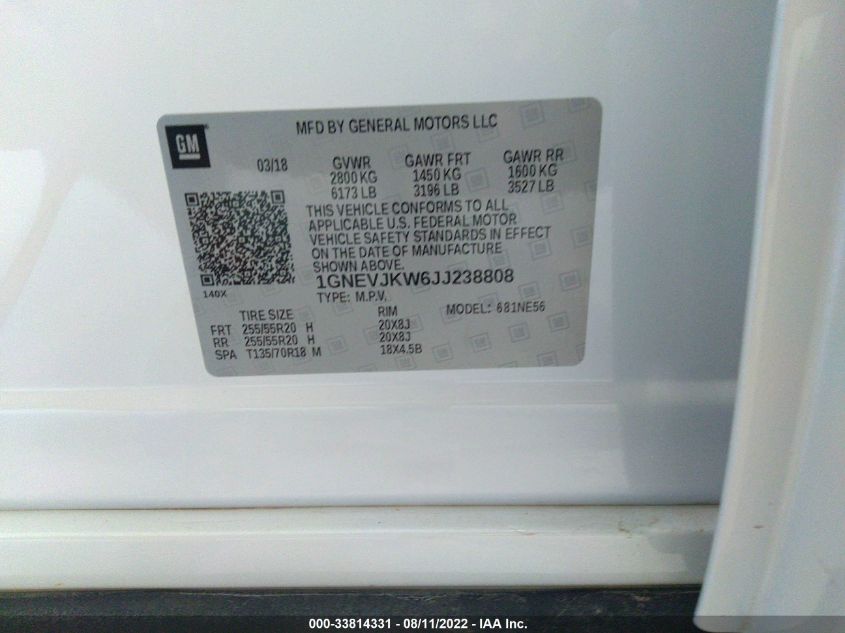 GM
MFD BY GENERAL MOTORS LLC
03/18 GVWR GAWR FRT GAWR RR
2800 KG 1450 KG 1600 KG
6173 LB 3196 LB 3527 LB
THIS VEHICLE CONFORMS TO ALL
APPLICABLE U.S. FEDERAL MOTOR
VEHICLE SAFETY STANDARDS IN EFFECT
ON THE DATE OF MANUFACTURE
SHOWN ABOVE.
140X
1GNEVJKW6JJ238808
TYPE: M.P.V. MODEL: 681NE56
TIRE SIZE RIM
FRT 255/55R20 H 20X8J
RR 255/55R20 H 20X8J
SPA T135/70R18 M 18X4.5B
000-33814331 - 08/11/2022 - IAA Inc.